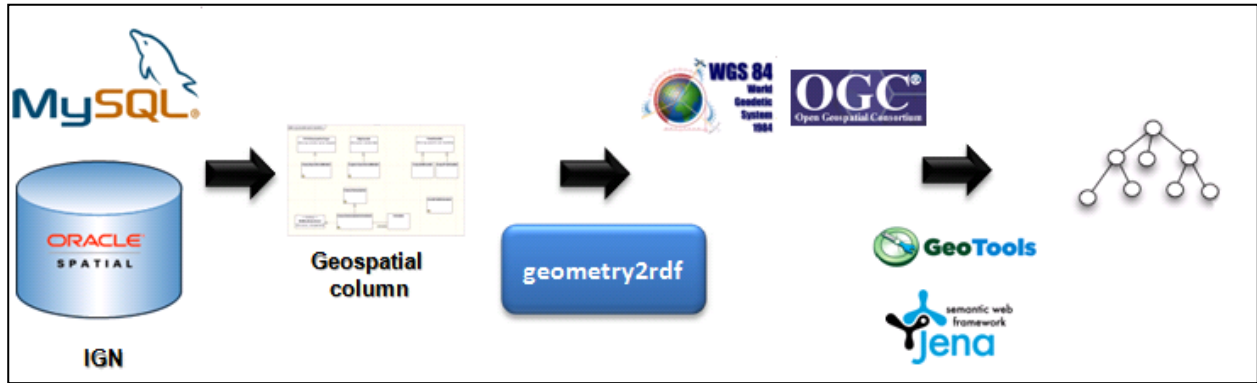 MySQL®
ORACLE
SPATIAL
IGN
Geospatial
column
geometry2rdf
WGS 84
World
Geodetic
System
1984
OGC®
Open Geospatial Consortium
GeoTools
semantic web
framework
jena